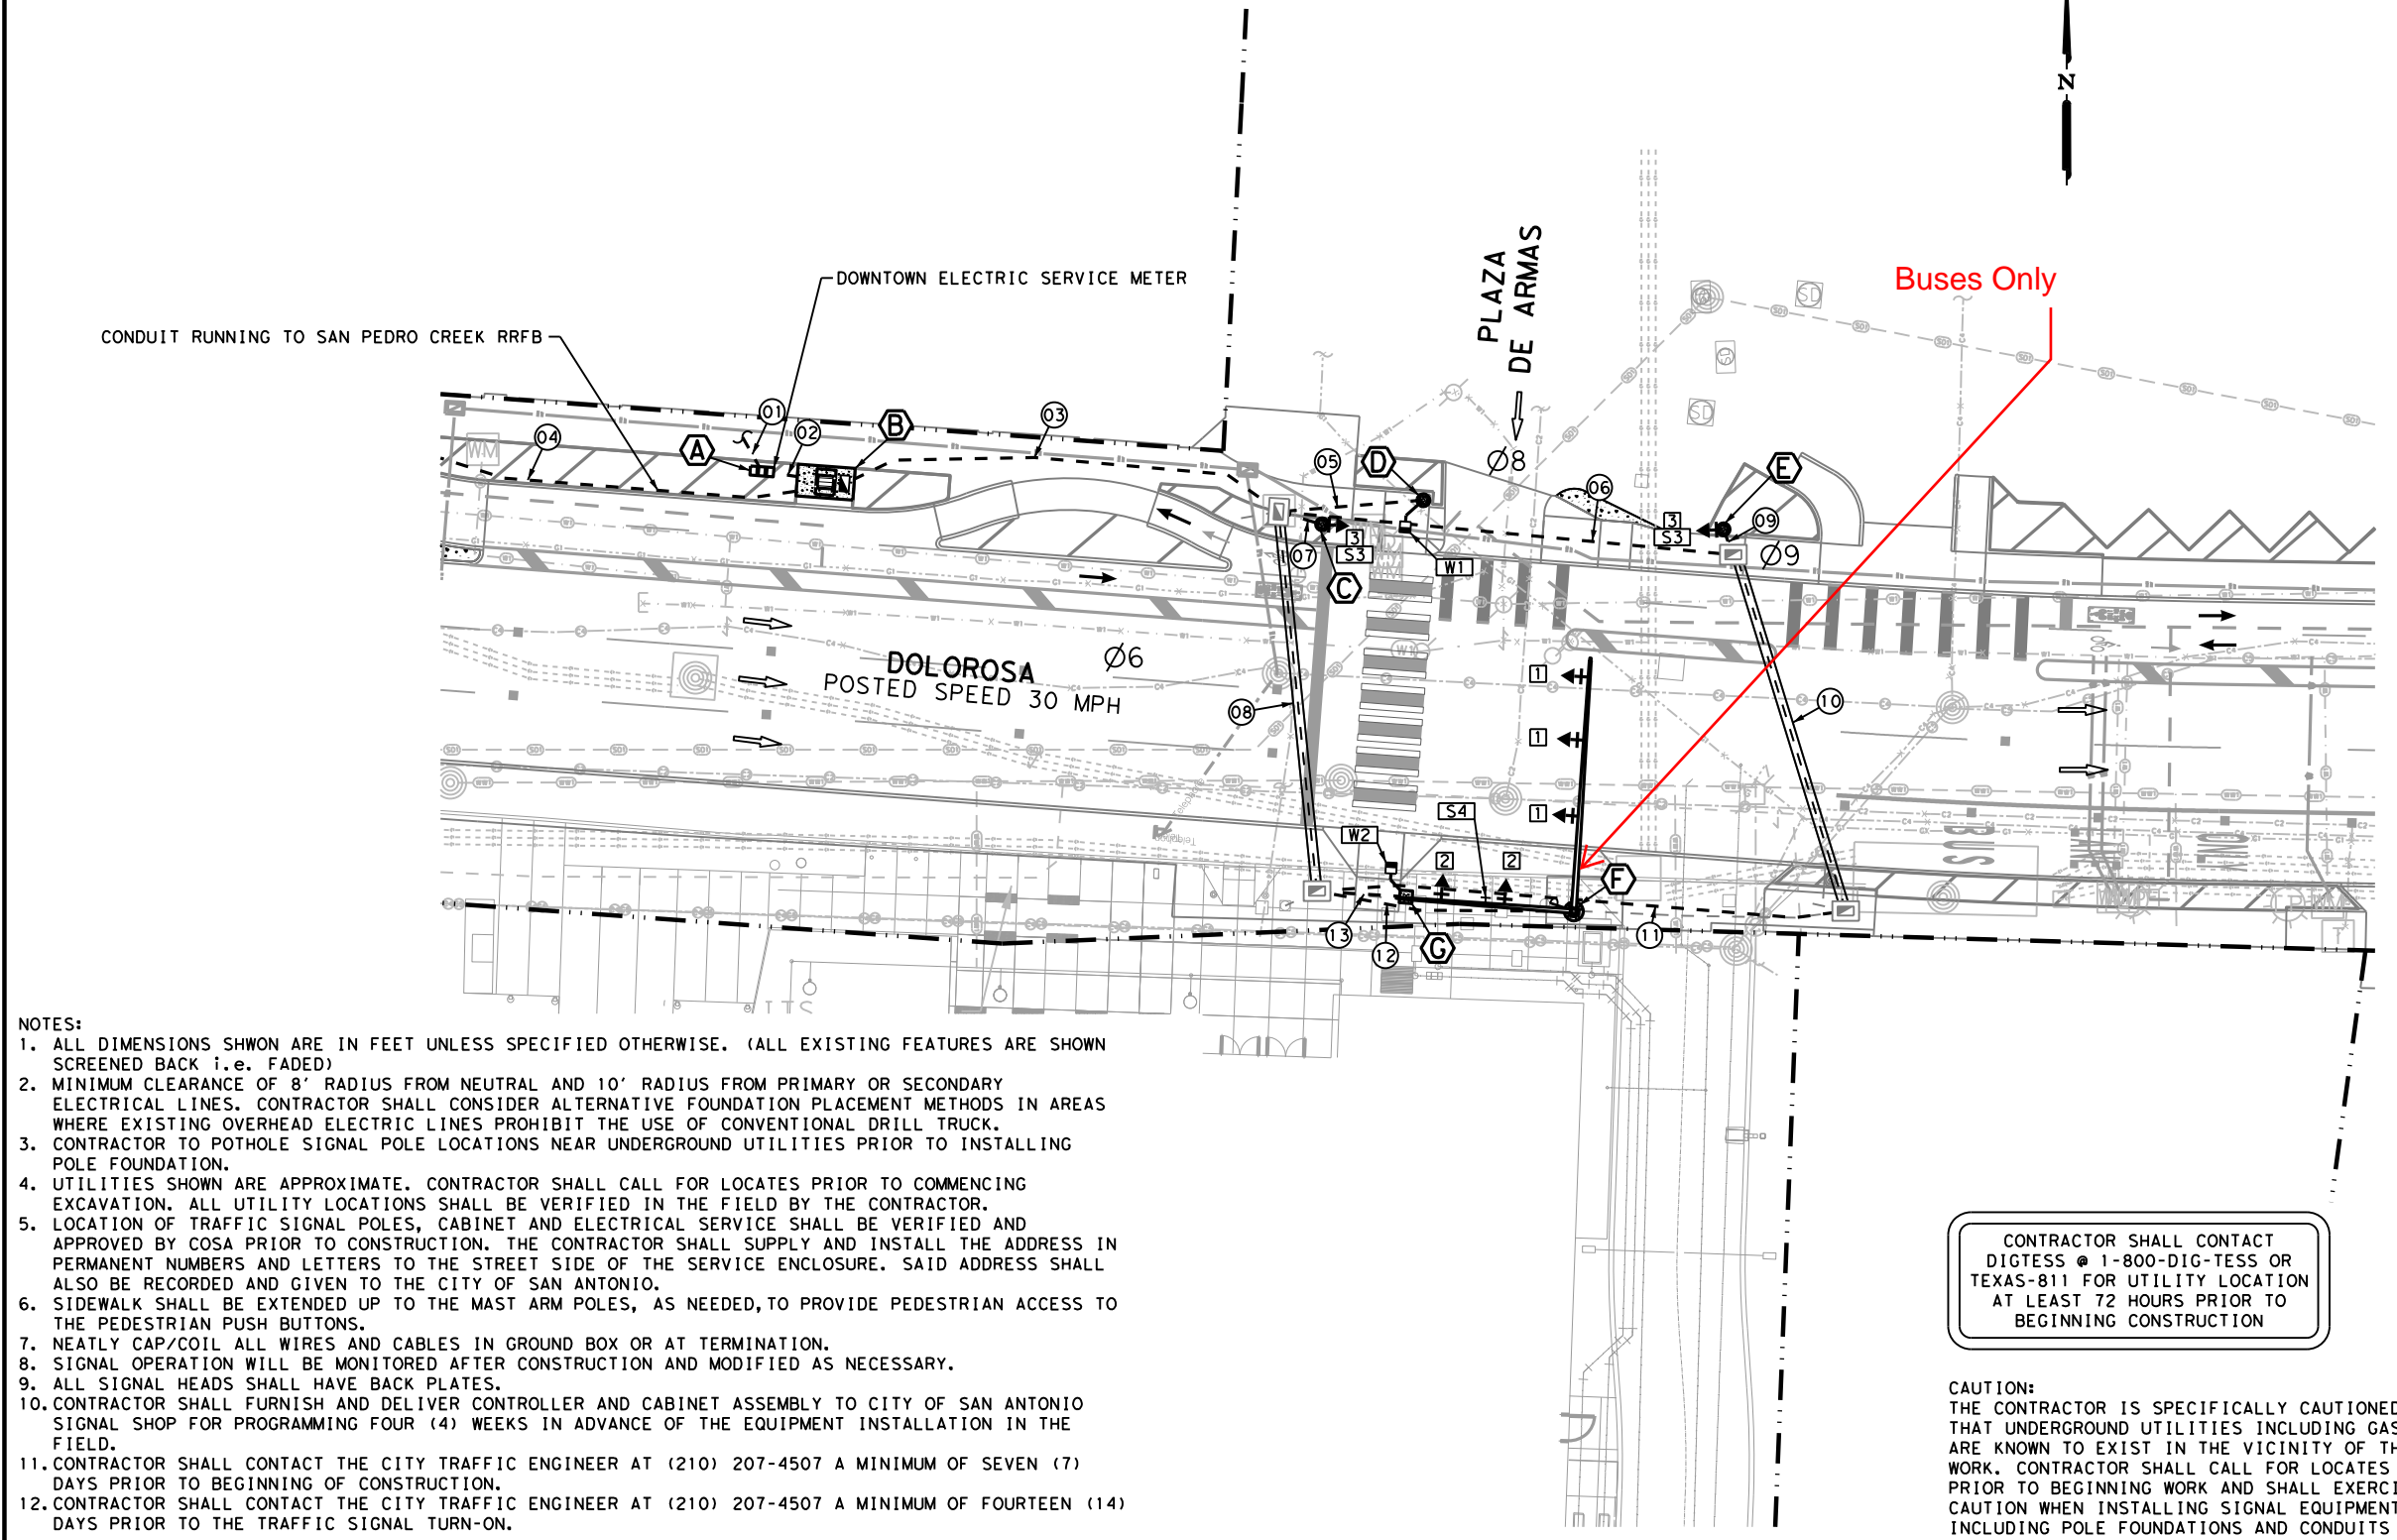 N
Buses Only
PLAZA
DE ARMAS
DOWNTOWN ELECTRIC SERVICE METER
CONDUIT RUNNING TO SAN PEDRO CREEK RRFB
01
02
03
04
A
B
WM
05
D
Ø8
06
E
3
S3
09
Ø9
07
3
S3
C
W1
SD
SD
SD
DOLOROSA
POSTED SPEED 30 MPH
Ø6
08
10
1
1
1
S4
W2
2
2
F
13
12
G
11
BUS
NOTES:
1. ALL DIMENSIONS SHWON ARE IN FEET UNLESS SPECIFIED OTHERWISE. (ALL EXISTING FEATURES ARE SHOWN
SCREENED BACK i.e. FADED)
2. MINIMUM CLEARANCE OF 8' RADIUS FROM NEUTRAL AND 10' RADIUS FROM PRIMARY OR SECONDARY
ELECTRICAL LINES. CONTRACTOR SHALL CONSIDER ALTERNATIVE FOUNDATION PLACEMENT METHODS IN AREAS
WHERE EXISTING OVERHEAD ELECTRIC LINES PROHIBIT THE USE OF CONVENTIONAL DRILL TRUCK.
3. CONTRACTOR TO POTHOLE SIGNAL POLE LOCATIONS NEAR UNDERGROUND UTILITIES PRIOR TO INSTALLING
POLE FOUNDATION.
4. UTILITIES SHOWN ARE APPROXIMATE. CONTRACTOR SHALL CALL FOR LOCATES PRIOR TO COMMENCING
EXCAVATION. ALL UTILITY LOCATIONS SHALL BE VERIFIED IN THE FIELD BY THE CONTRACTOR.
5. LOCATION OF TRAFFIC SIGNAL POLES, CABINET AND ELECTRICAL SERVICE SHALL BE VERIFIED AND
APPROVED BY COSA PRIOR TO CONSTRUCTION. THE CONTRACTOR SHALL SUPPLY AND INSTALL THE ADDRESS IN
PERMANENT NUMBERS AND LETTERS TO THE STREET SIDE OF THE SERVICE ENCLOSURE. SAID ADDRESS SHALL
ALSO BE RECORDED AND GIVEN TO THE CITY OF SAN ANTONIO.
6. SIDEWALK SHALL BE EXTENDED UP TO THE MAST ARM POLES, AS NEEDED, TO PROVIDE PEDESTRIAN ACCESS TO
THE PEDESTRIAN PUSH BUTTONS.
7. NEATLY CAP/COIL ALL WIRES AND CABLES IN GROUND BOX OR AT TERMINATION.
8. SIGNAL OPERATION WILL BE MONITORED AFTER CONSTRUCTION AND MODIFIED AS NECESSARY.
9. ALL SIGNAL HEADS SHALL HAVE BACK PLATES.
10. CONTRACTOR SHALL FURNISH AND DELIVER CONTROLLER AND CABINET ASSEMBLY TO CITY OF SAN ANTONIO
SIGNAL SHOP FOR PROGRAMMING FOUR (4) WEEKS IN ADVANCE OF THE EQUIPMENT INSTALLATION IN THE
FIELD.
11. CONTRACTOR SHALL CONTACT THE CITY TRAFFIC ENGINEER AT (210) 207-4507 A MINIMUM OF SEVEN (7)
DAYS PRIOR TO BEGINNING OF CONSTRUCTION.
12. CONTRACTOR SHALL CONTACT THE CITY TRAFFIC ENGINEER AT (210) 207-4507 A MINIMUM OF FOURTEEN (14)
DAYS PRIOR TO THE TRAFFIC SIGNAL TURN-ON.
CONTRACTOR SHALL CONTACT
DIGTESS @ 1-800-DIG-TESS OR
TEXAS-811 FOR UTILITY LOCATION
AT LEAST 72 HOURS PRIOR TO
BEGINNING CONSTRUCTION
CAUTION:
THE CONTRACTOR IS SPECIFICALLY CAUTIONED
THAT UNDERGROUND UTILITIES INCLUDING GAS
ARE KNOWN TO EXIST IN THE VICINITY OF TH
WORK. CONTRACTOR SHALL CALL FOR LOCATES
PRIOR TO BEGINNING WORK AND SHALL EXERCI
CAUTION WHEN INSTALLING SIGNAL EQUIPMENT
INCLUDING POLE FOUNDATIONS AND CONDUITS